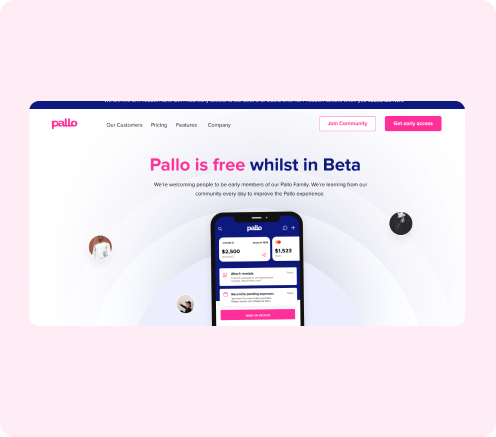 pallo
Our Customers Pricing Features Company
Join Community
Get early access
Pallo is free whilst in Beta
We're welcoming people to be early members of our Pallo Family. We're learning from our
community every day to improve the Pallo experience.
pallo
$2,500
$1,523
Attach receipts
Reconcile pending expenses